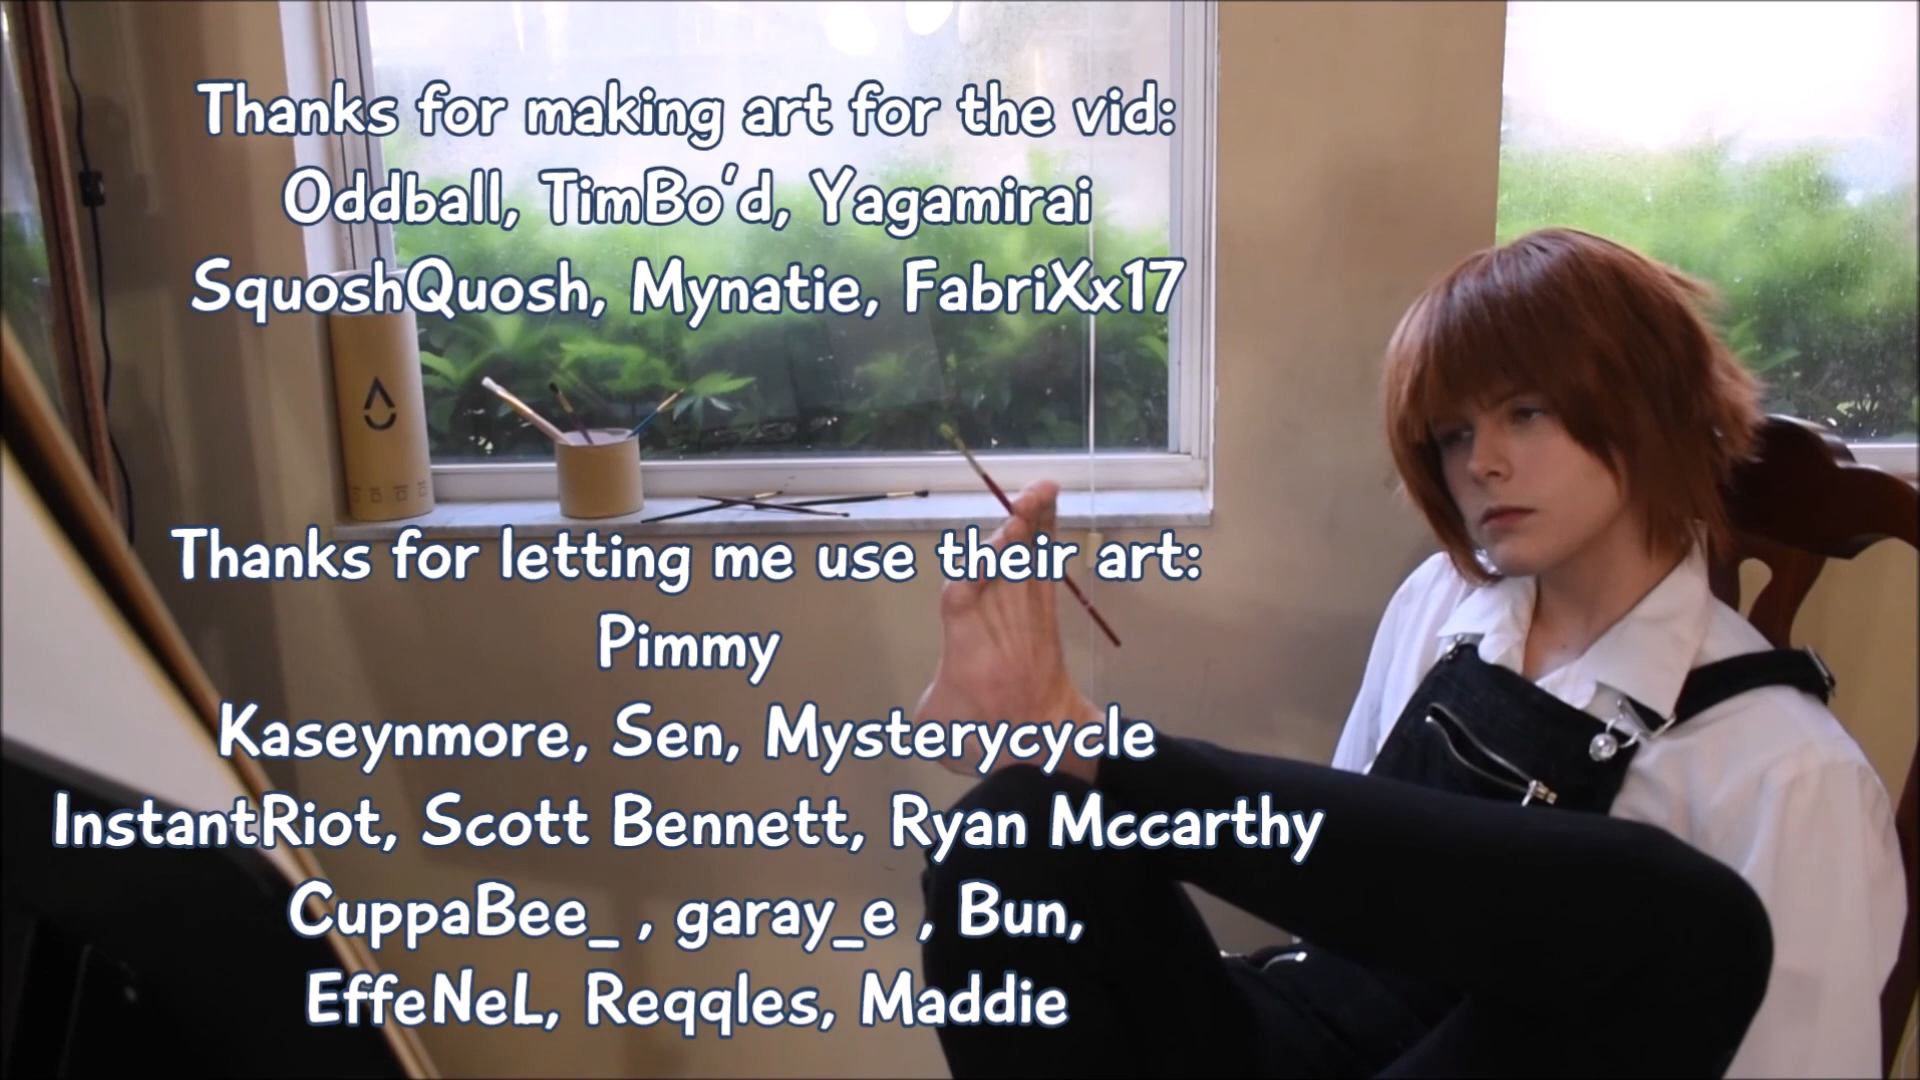 Thanks for making art for the vid:
Oddball, TimBo'd, Yagamirai
SquoshQuosh, Mynatie, FabriXx17
Thanks for letting me use their art:
Pimmy
Kaseynmore, Sen, Mysterycycle
InstantRiot, Scott Bennett, Ryan Mccarthy
CuppaBee_ , garay_e , Bun,
EffeNeL, Reqqles, Maddie